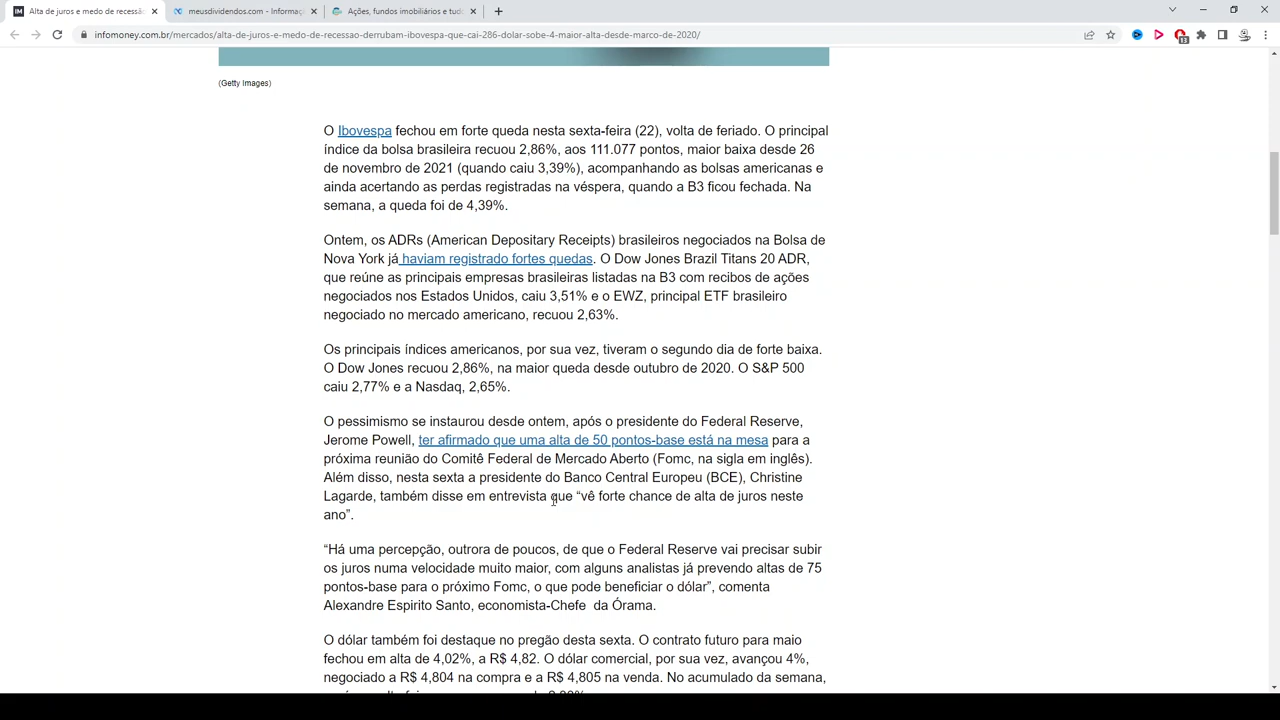 Alta de juros e medo de recessão
meusdividendos.com - Informaç
Ações, fundos imobiliários e tudo
infomoney.com.br/mercados/alta-de-juros-e-medo-de-recessao-derrubam-ibovespa-que-cai-286-dolar-sobe-4-maior-alta-desde-marco-de-2020/
13
(Getty Images)
O Ibovespa fechou em forte queda nesta sexta-feira (22), volta de feriado. O principal
índice da bolsa brasileira recuou 2,86%, aos 111.077 pontos, maior baixa desde 26
de novembro de 2021 (quando caiu 3,39%), acompanhando as bolsas americanas e
ainda acertando as perdas registradas na véspera, quando a B3 ficou fechada. Na
semana, a queda foi de 4,39%.
Ontem, os ADRs (American Depositary Receipts) brasileiros negociados na Bolsa de
Nova York já haviam registrado fortes quedas. O Dow Jones Brazil Titans 20 ADR,
que reúne as principais empresas brasileiras listadas na B3 com recibos de ações
negociados nos Estados Unidos, caiu 3,51% e o EWZ, principal ETF brasileiro
negociado no mercado americano, recuou 2,63%.
Os principais índices americanos, por sua vez, tiveram o segundo dia de forte baixa.
O Dow Jones recuou 2,86%, na maior queda desde outubro de 2020. O S&P 500
caiu 2,77% e a Nasdaq, 2,65%.
O pessimismo se instaurou desde ontem, após o presidente do Federal Reserve,
Jerome Powell, ter afirmado que uma alta de 50 pontos-base está na mesa para a
próxima reunião do Comitê Federal de Mercado Aberto (Fomc, na sigla em inglês).
Além disso, nesta sexta a presidente do Banco Central Europeu (BCE), Christine
Lagarde, também disse em entrevista que “vê forte chance de alta de juros neste
ano”.
“Há uma percepção, outrora de poucos, de que o Federal Reserve vai precisar subir
os juros numa velocidade muito maior, com alguns analistas já prevendo altas de 75
pontos-base para o próximo Fomc, o que pode beneficiar o dólar”, comenta
Alexandre Espirito Santo, economista-Chefe da Órama.
O dólar também foi destaque no pregão desta sexta. O contrato futuro para maio
fechou em alta de 4,02%, a R$ 4,82. O dólar comercial, por sua vez, avançou 4%,
negociado a R$ 4,804 na compra e a R$ 4,805 na venda. No acumulado da semana,